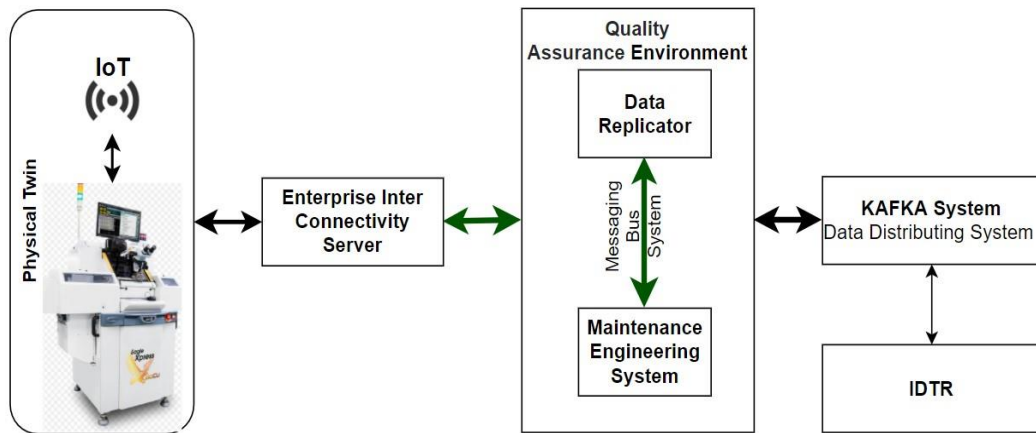 IoT
Physical Twin
Enterprise Inter
Connectivity
Server
Quality
Assurance Environment
Data
Replicator
Messaging
Bus
System
Maintenance
Engineering
System
KAFKA System
Data Distributing System
IDTR